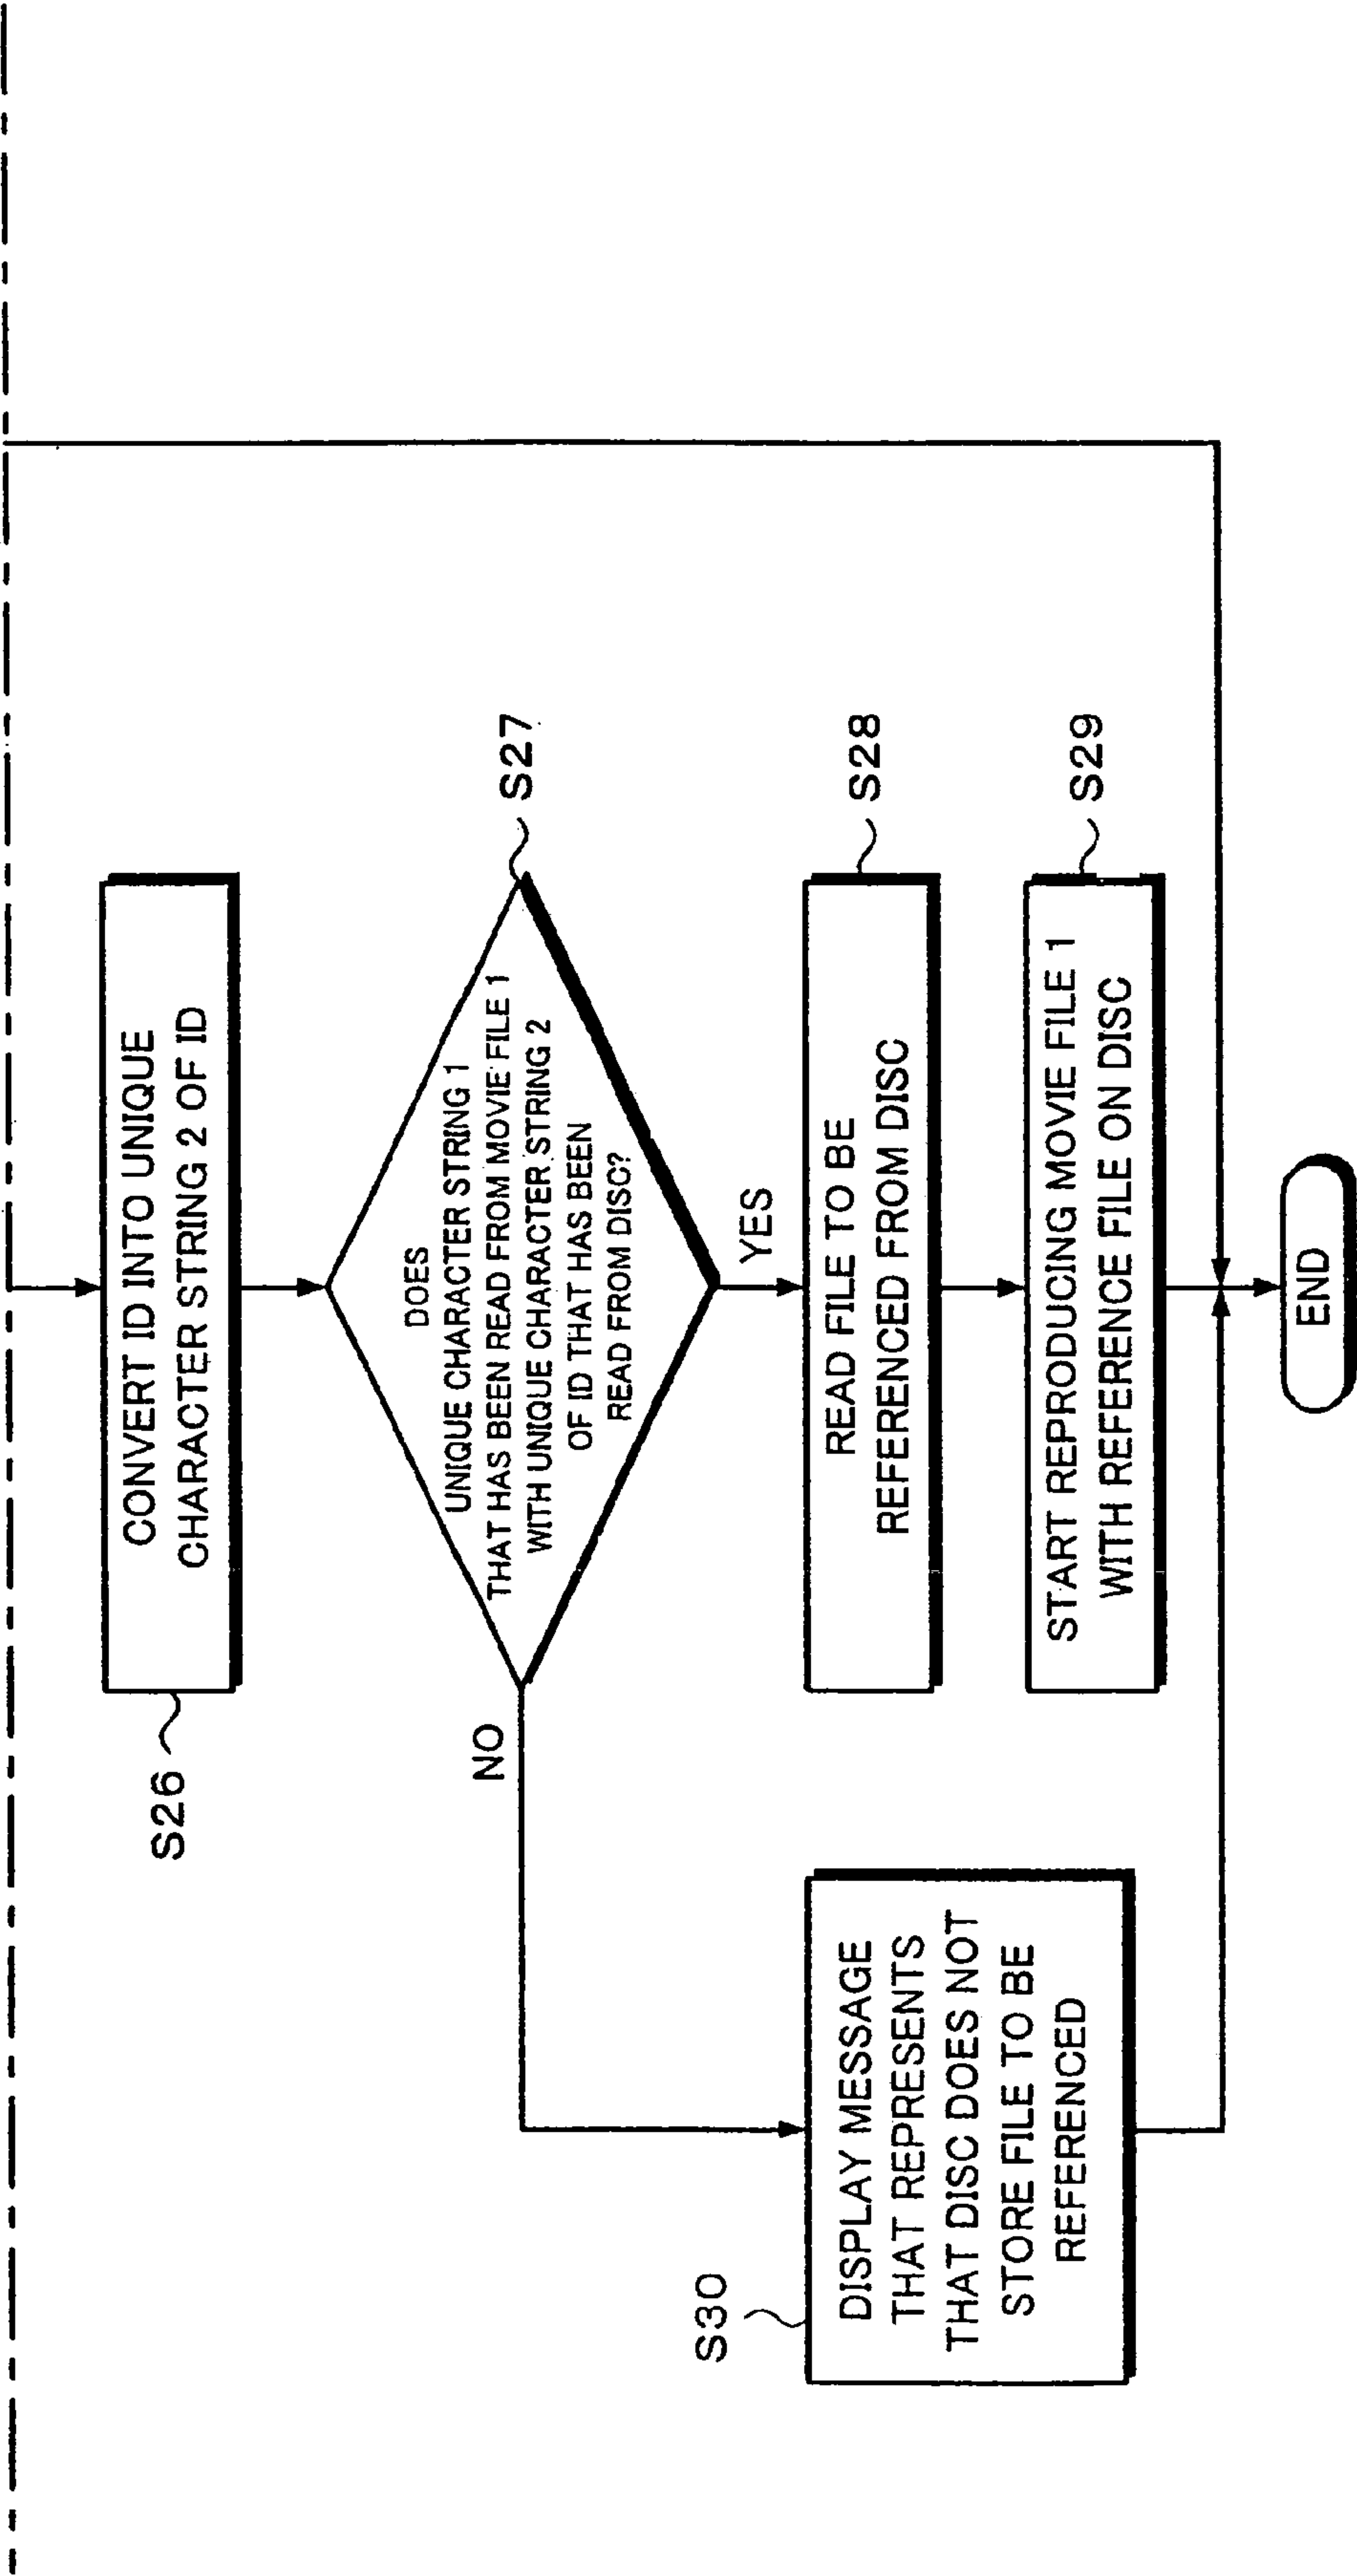 S26
CONVERT ID INTO UNIQUE
CHARACTER STRING 2 OF ID
S27
DOES
UNIQUE CHARACTER STRING 1
THAT HAS BEEN READ FROM MOVIE FILE 1
WITH UNIQUE CHARACTER STRING 2
OF ID THAT HAS BEEN
READ FROM DISC?
NO
YES
S28
READ FILE TO BE
REFERENCED FROM DISC
S29
START REPRODUCING MOVIE FILE 1
WITH REFERENCE FILE ON DISC
S30
DISPLAY MESSAGE
THAT REPRESENTS
THAT DISC DOES NOT
STORE FILE TO BE
REFERENCED
END